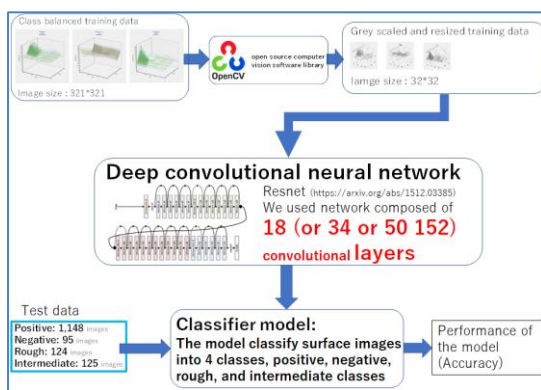 Class balanced training data
Image size : 321*321
OpenCV
open source computer
vision software library
Grey scaled and resized training data
Iamge size : 32*32
Deep convolutional neural network
Resnet (https://arxiv.org/abs/1512.03385)
We used network composed of
18 (or 34 or 50 152)
convolutional layers
Test data
Positive: 1,148 images
Negative: 95 images
Rough: 124 images
Intermediate: 125 images
Classifier model:
The model classify surface images
into 4 classes, positive, negative,
rough, and intermediate classes
Performance of
the model
(Accuracy)